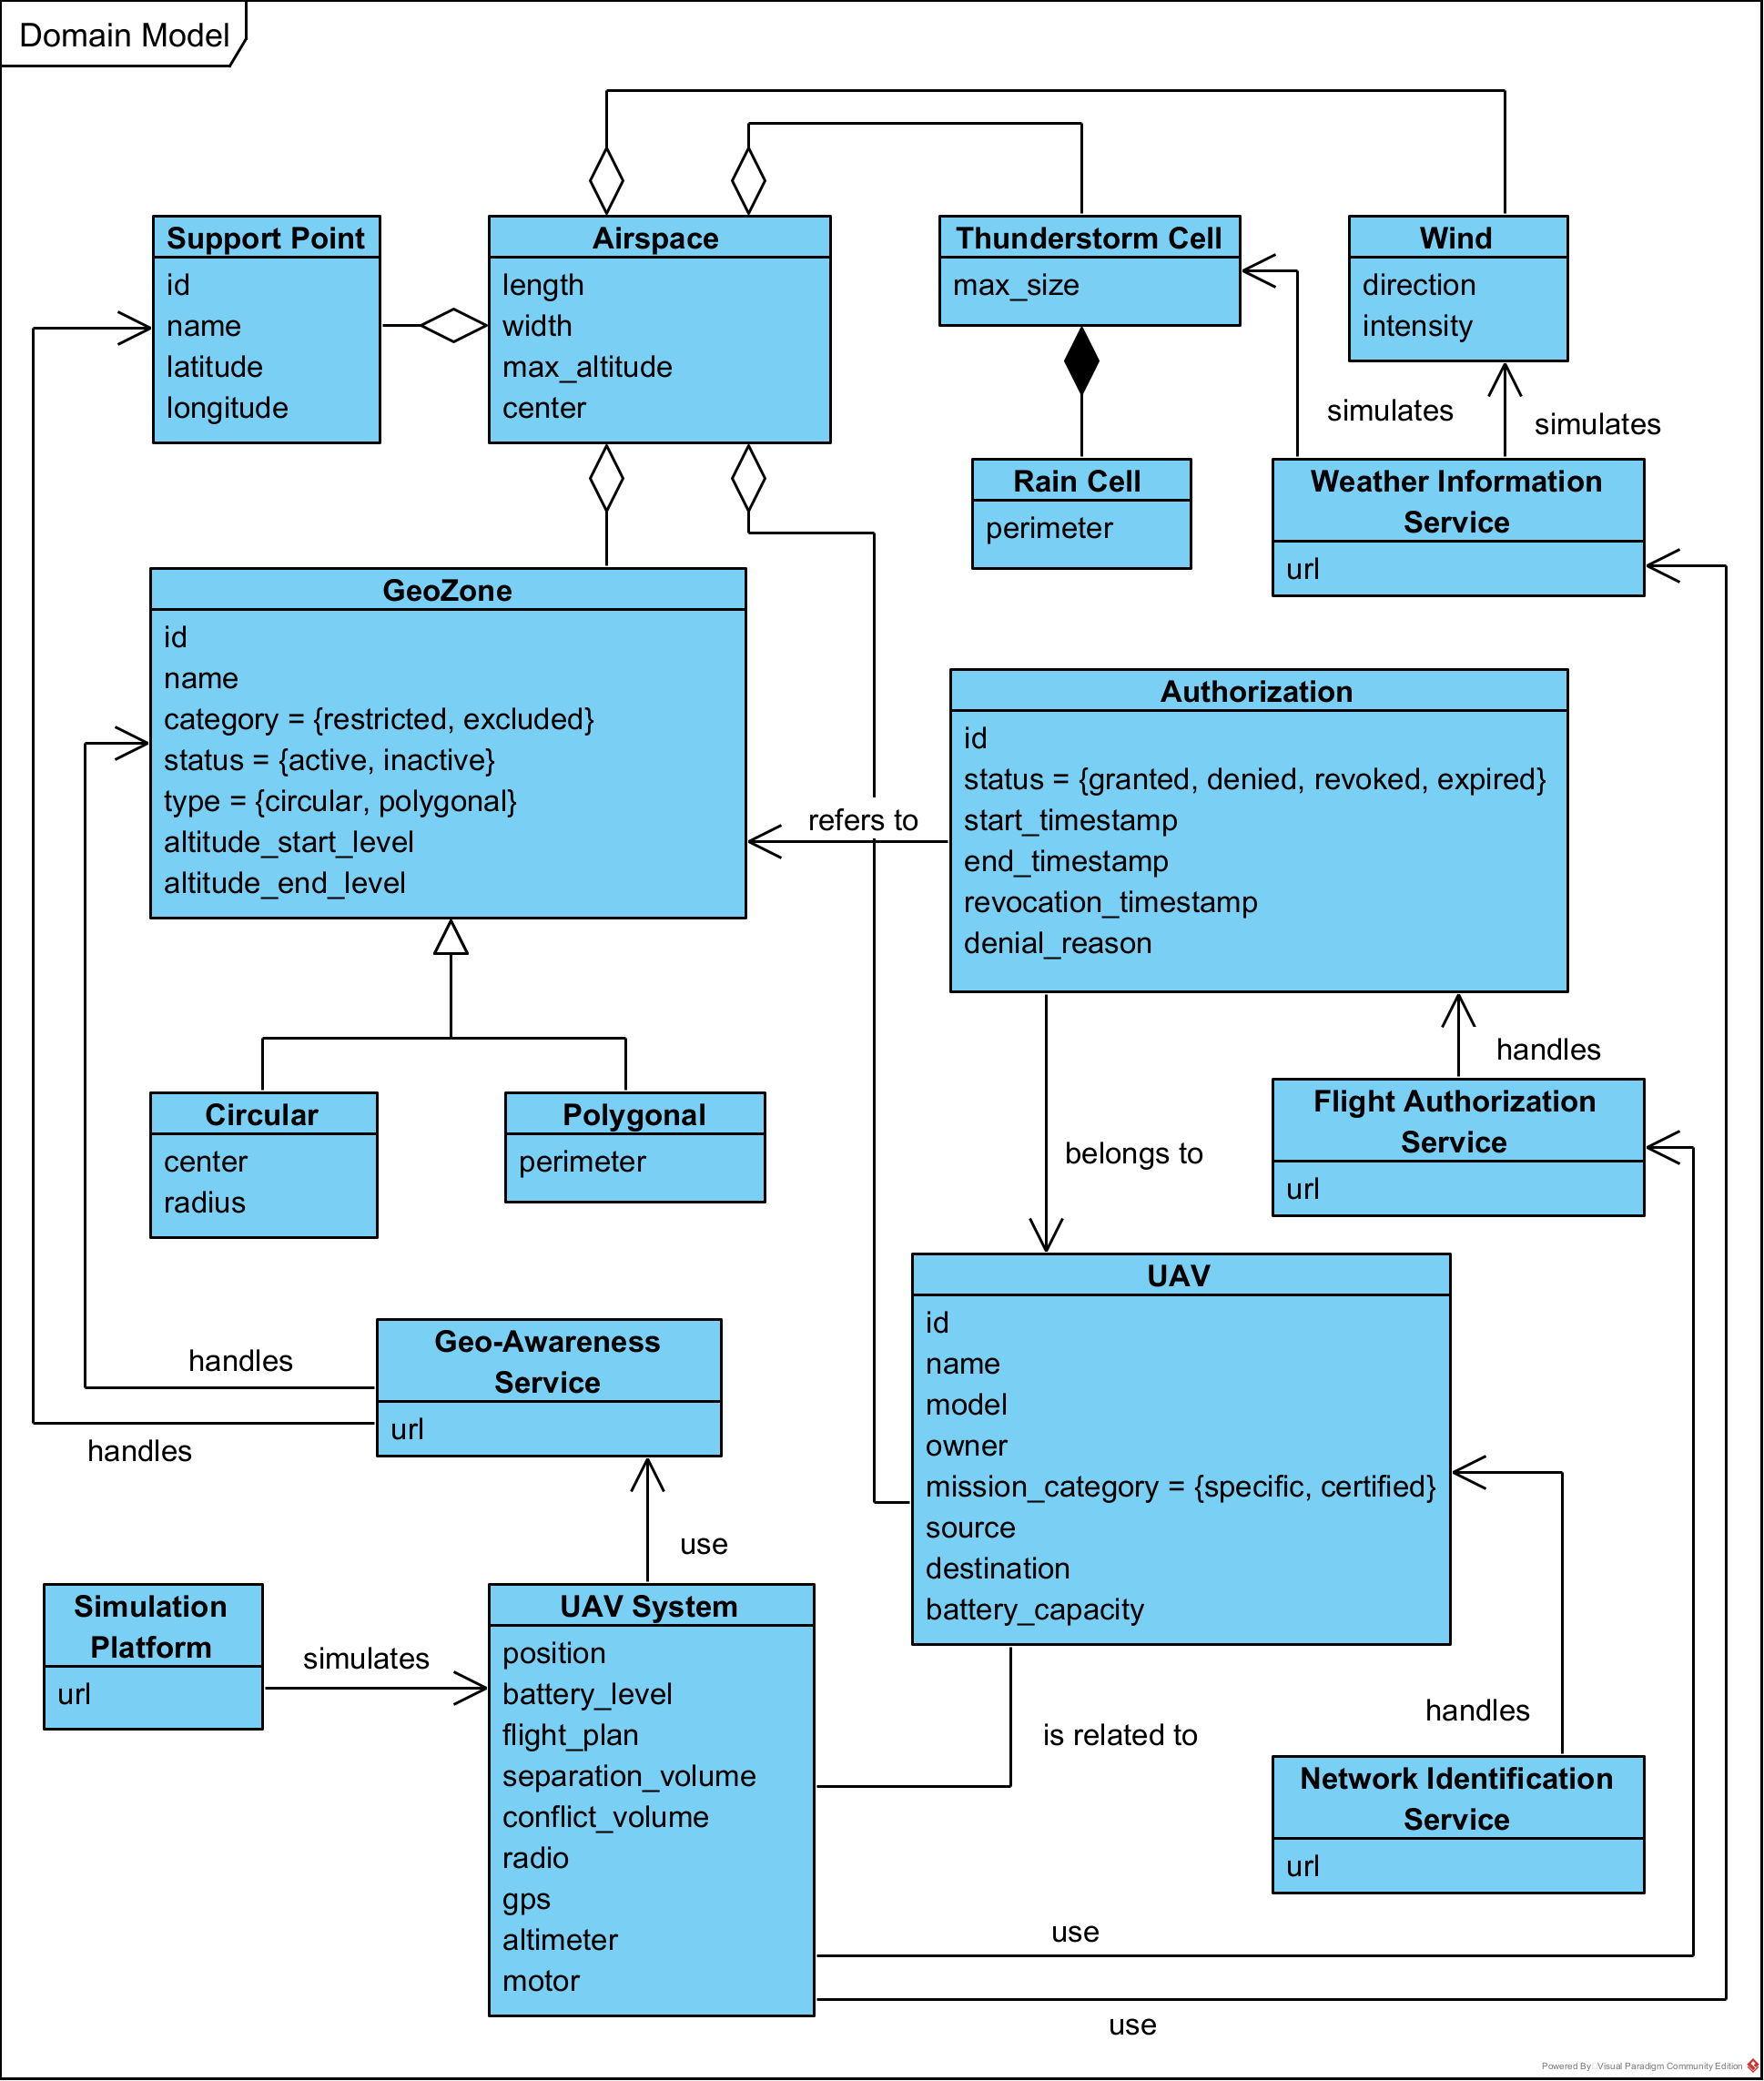 Domain Model
Support Point
id
name
latitude
longitude
Airspace
length
width
max_altitude
center
Thunderstorm Cell
max_size
Wind
direction
intensity
simulates
simulates
Rain Cell
perimeter
Weather Information
Service
url
GeoZone
id
name
category = {restricted, excluded}
status = {active, inactive}
type = {circular, polygonal}
altitude_start_level
altitude_end_level
refers to
Authorization
id
status = {granted, denied, revoked, expired}
start_timestamp
end_timestamp
revocation_timestamp
denial_reason
handles
Circular
center
radius
Polygonal
perimeter
belongs to
Flight Authorization
Service
url
Geo-Awareness
Service
url
handles
handles
use
UAV
id
name
model
owner
mission_category = {specific, certified}
source
destination
battery_capacity
Simulation
Platform
url
simulates
UAV System
position
battery_level
flight_plan
separation_volume
conflict_volume
radio
gps
altimeter
motor
is related to
handles
Network Identification
Service
url
use
use
Powered By Visual Paradigm Community Edition